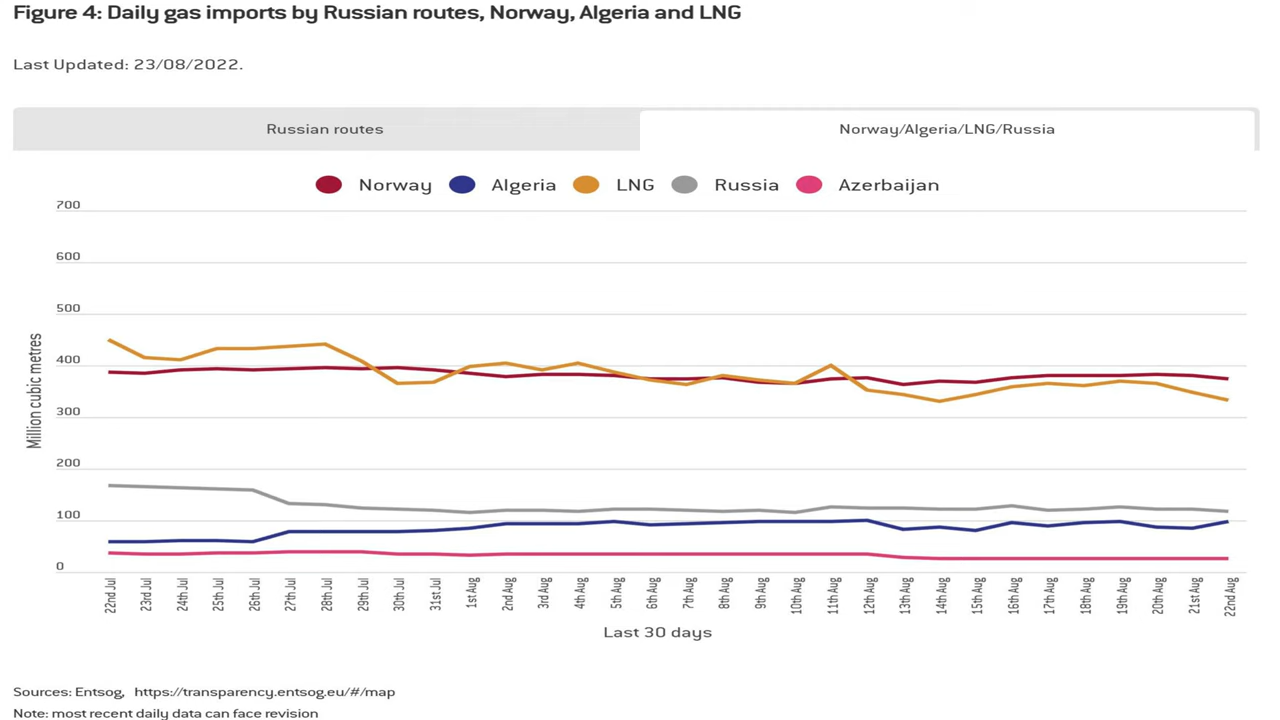 Figure 4: Daily gas imports by Russian routes, Norway, Algeria and LNG
Last Updated: 23/08/2022.
Russian routes
Norway/Algeria/LNG/Russia
Norway Algeria LNG Russia Azerbaijan
700
600
500
400
300
200
100
0
Million cubic metres
22nd Jul 23rd Jul 24th Jul 25th Jul 26th Jul 27th Jul 28th Jul 29th Jul 30th Jul 31st Jul 1st Aug 2nd Aug 3rd Aug 4th Aug 5th Aug 6th Aug 7th Aug 8th Aug 9th Aug 10th Aug 11th Aug 12th Aug 13th Aug 14th Aug 15th Aug 16th Aug 17th Aug 18th Aug 19th Aug 20th Aug 21st Aug 22nd Aug
Last 30 days
Sources: Entsog, https://transparency.entsog.eu/#/map
Note: most recent daily data can face revision